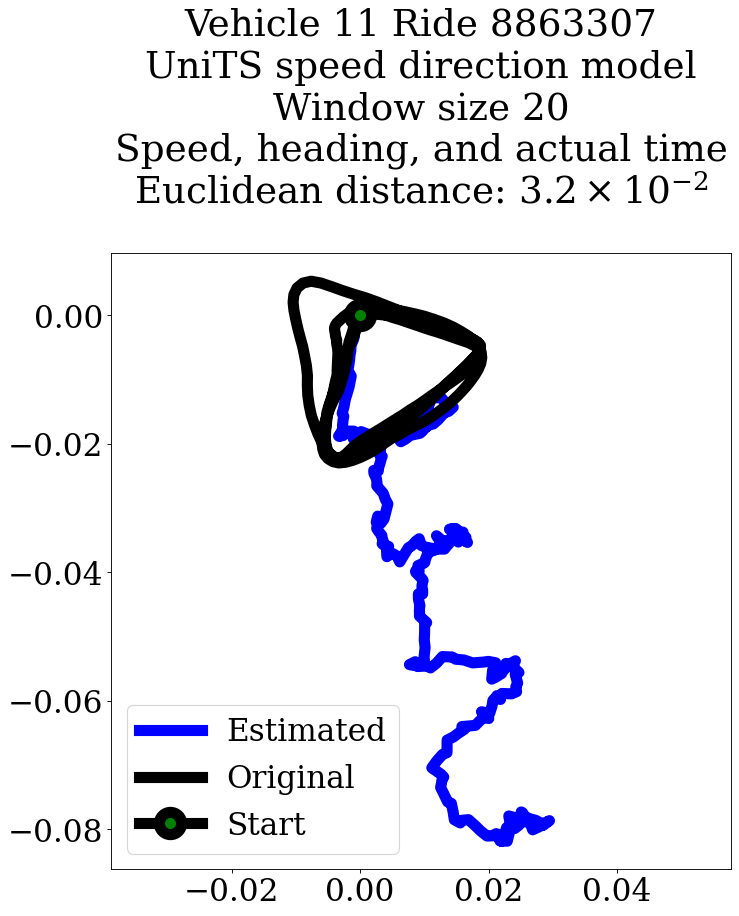 Vehicle 11 Ride 8863307
UniTS speed direction model
Window size 20
Speed, heading, and actual time
Euclidean distance: 3.2 × 10⁻²
0.00
−0.02
−0.04
−0.06
−0.08
Estimated
Original
Start
−0.02 0.00 0.02 0.04